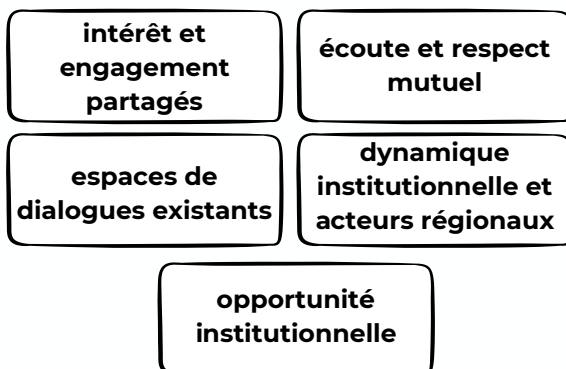 intérêt et
engagement
partagés
écoute et respect
mutuel
espaces de
dialogues existants
dynamique
institutionnelle et
acteurs régionaux
opportunité
institutionnelle